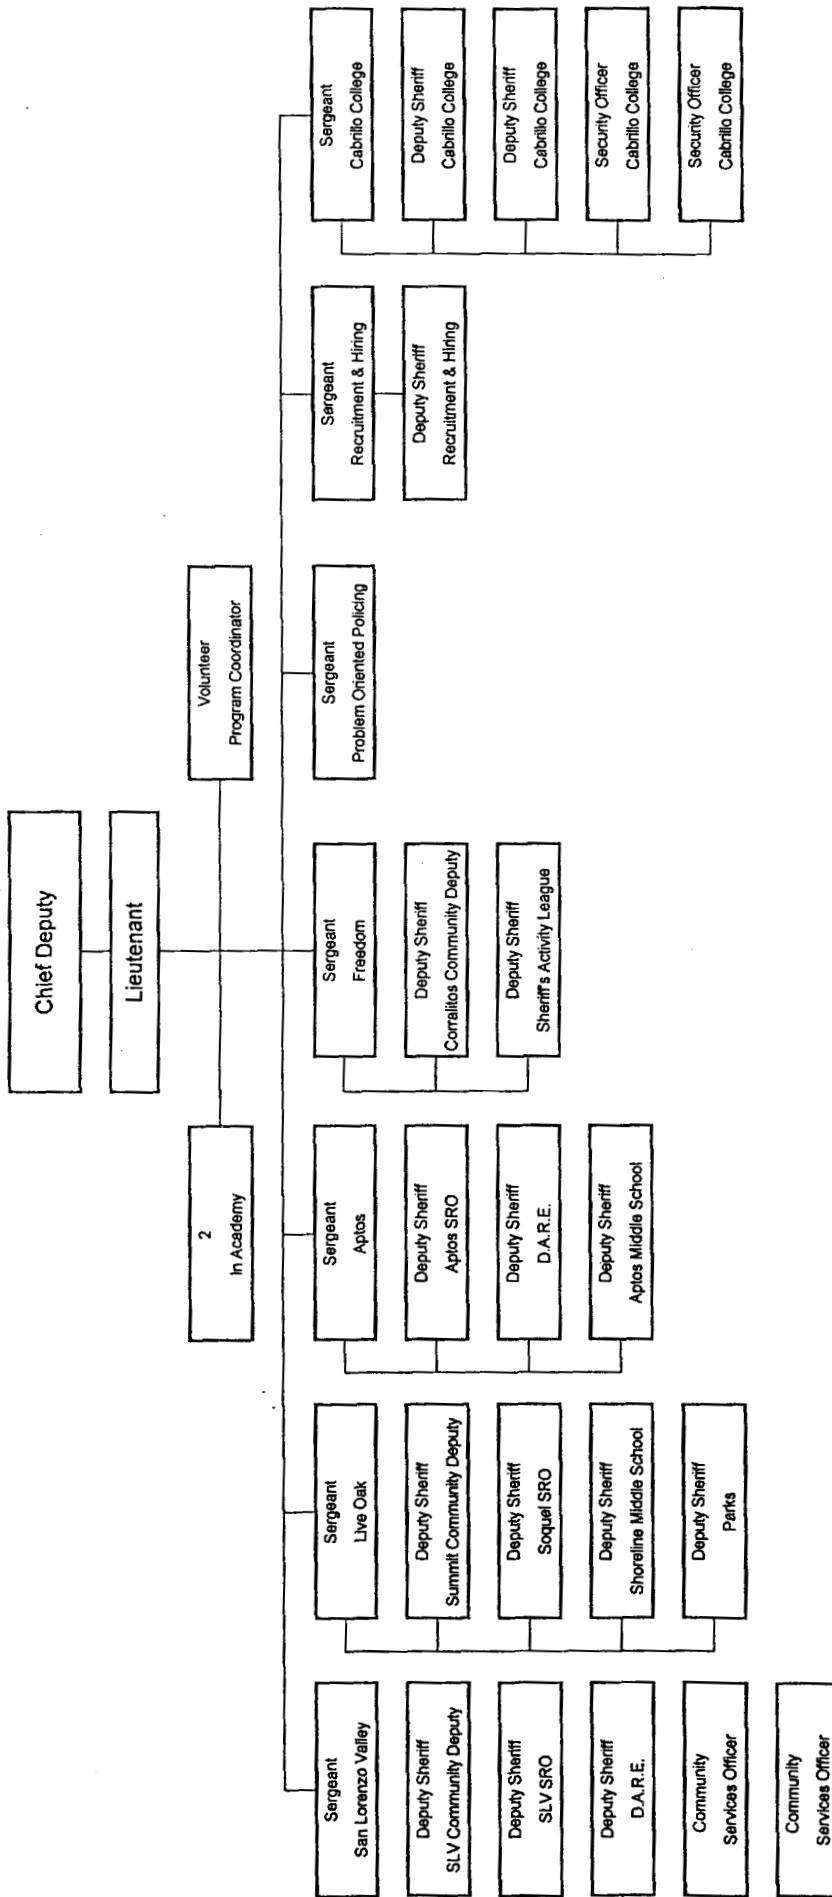 Chief Deputy
Lieutenant
2
In Academy
Volunteer
Program Coordinator
Sergeant
San Lorenzo Valley
Deputy Sheriff
SLV Community Deputy
Deputy Sheriff
SLV SRO
Deputy Sheriff
D.A.R.E.
Community
Services Officer
Community
Services Officer
Sergeant
Live Oak
Deputy Sheriff
Summit Community Deputy
Deputy Sheriff
Soquel SRO
Deputy Sheriff
Shoreline Middle School
Deputy Sheriff
Parks
Sergeant
Aptos
Deputy Sheriff
Aptos SRO
Deputy Sheriff
D.A.R.E.
Deputy Sheriff
Aptos Middle School
Sergeant
Freedom
Deputy Sheriff
Corralitos Community Deputy
Deputy Sheriff
Sheriff's Activity League
Sergeant
Problem Oriented Policing
Sergeant
Recruitment & Hiring
Deputy Sheriff
Recruitment & Hiring
Sergeant
Cabrillo College
Deputy Sheriff
Cabrillo College
Deputy Sheriff
Cabrillo College
Security Officer
Cabrillo College
Security Officer
Cabrillo College